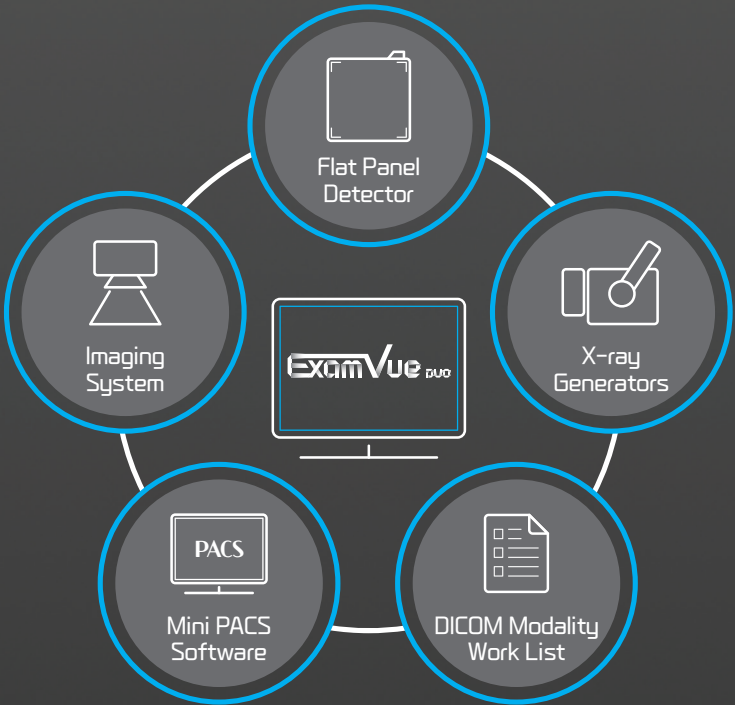 Flat Panel
Detector
Imaging
System
ExamVue DUO
X-ray
Generators
PACS
Mini PACS
Software
DICOM Modality
Work List